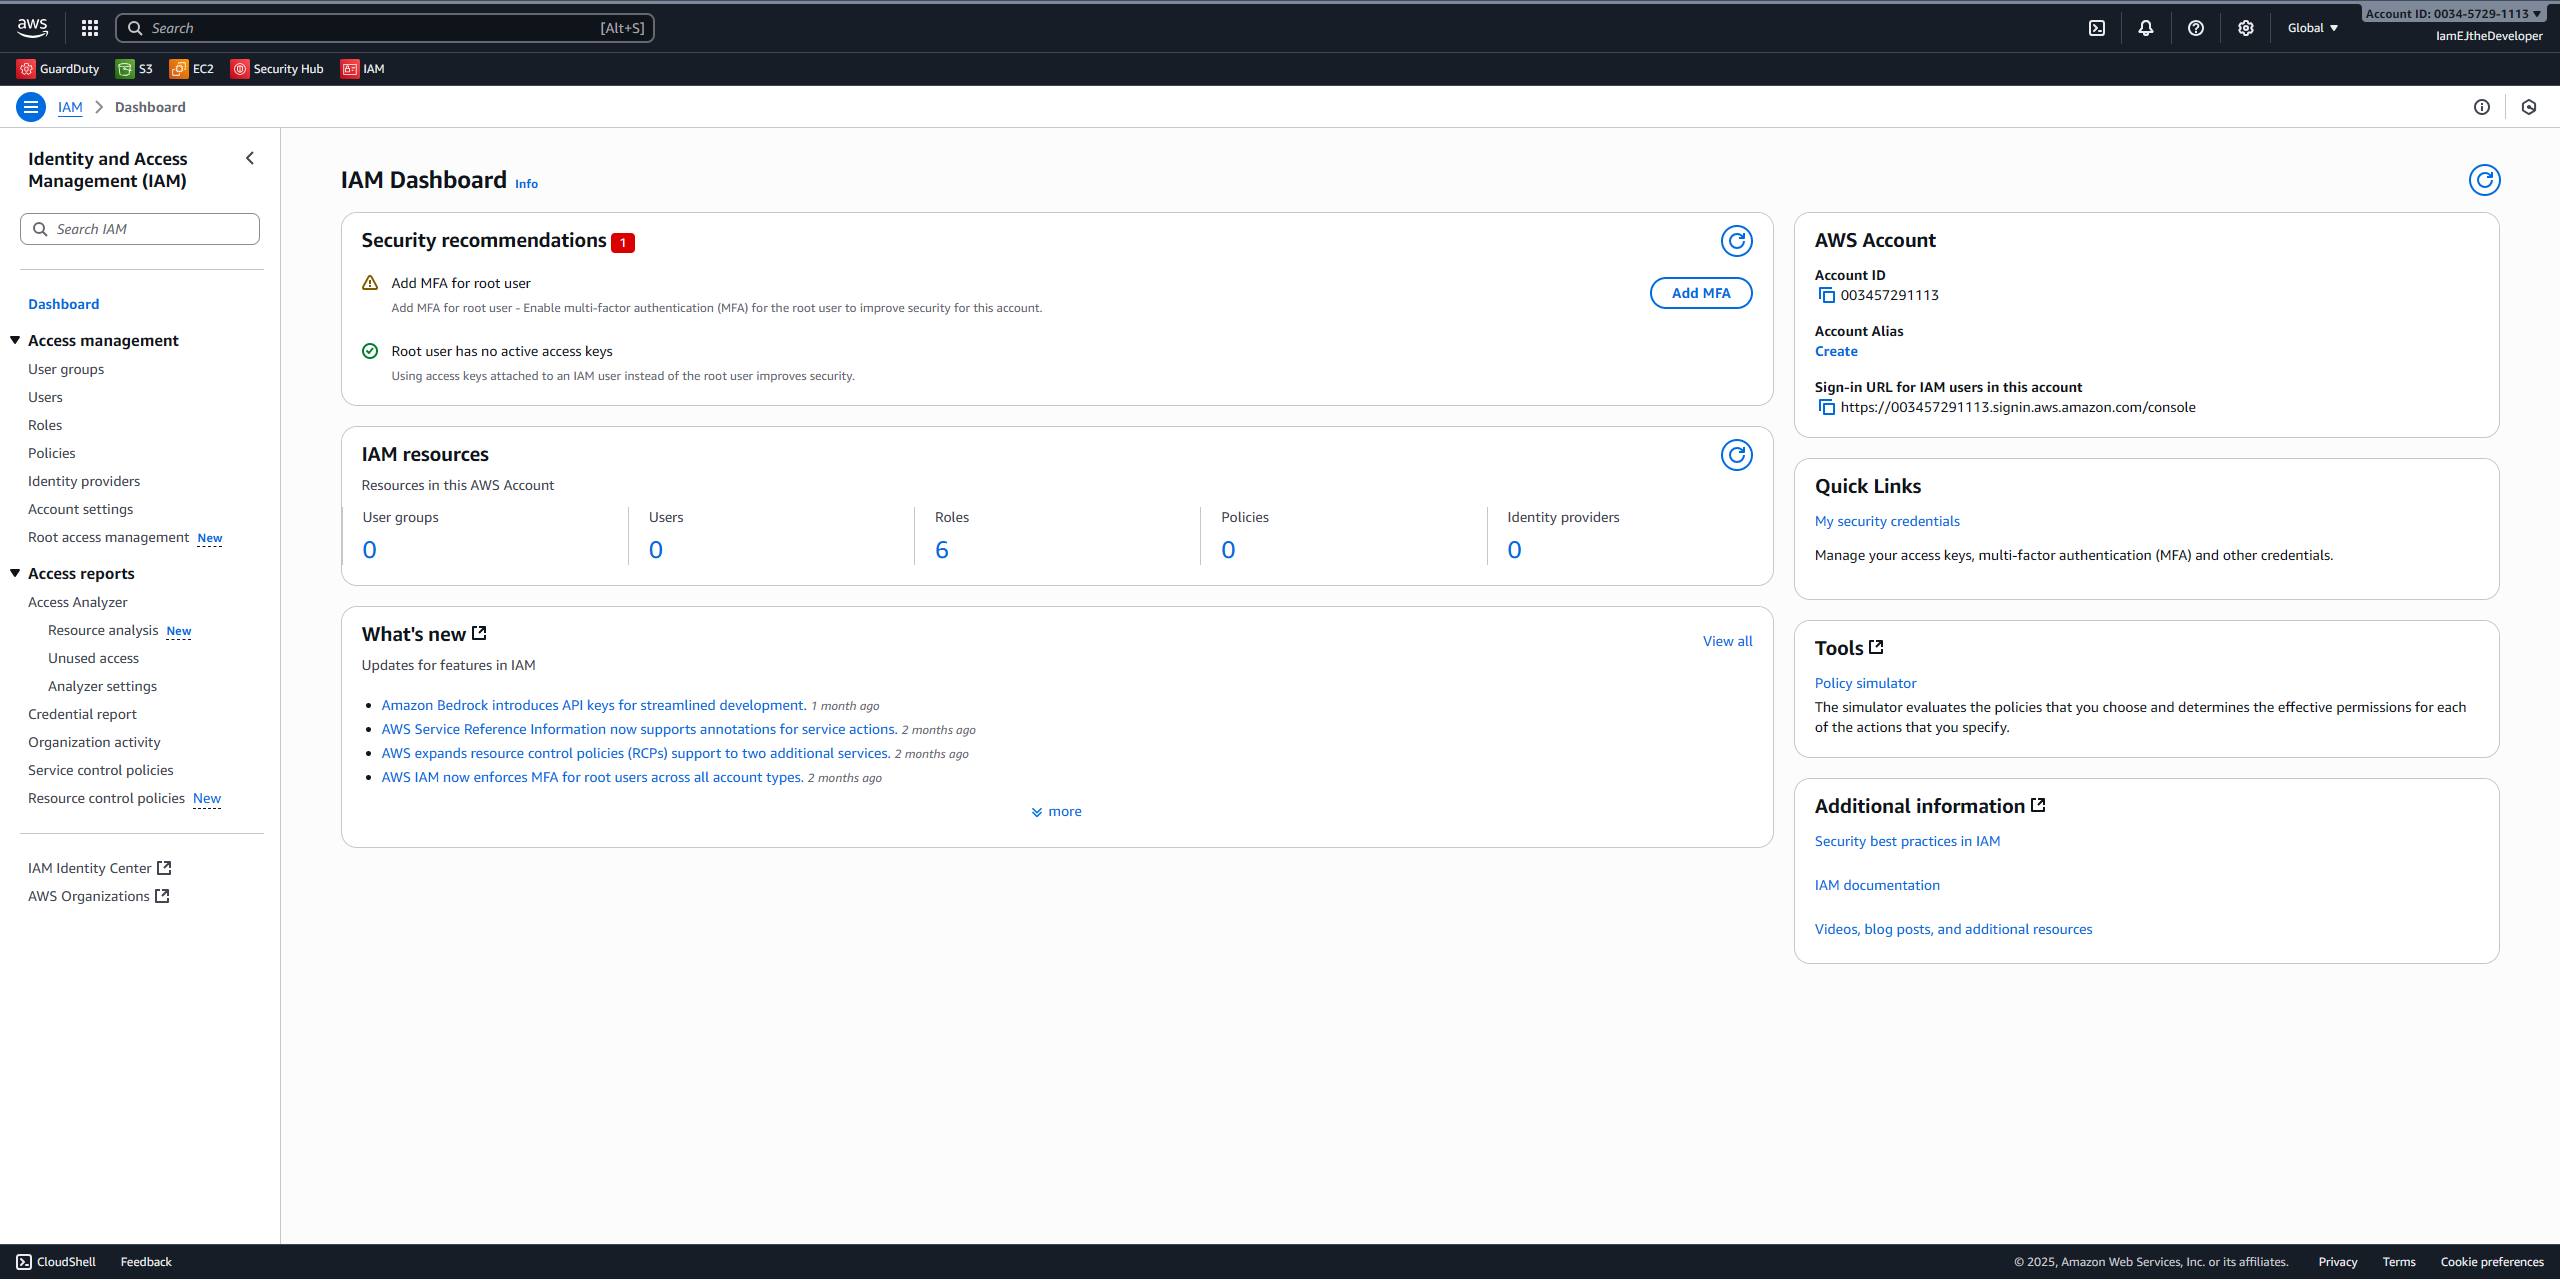 aws
Search
[Alt+S]
Global
Account ID: 0034-5729-1113
IamEJtheDeveloper
GuardDuty
S3
EC2
Security Hub
IAM
IAM
Dashboard
Identity and Access
Management (IAM)
Search IAM
Dashboard
Access management
User groups
Users
Roles
Policies
Identity providers
Account settings
Root access management New
Access reports
Access Analyzer
Resource analysis New
Unused access
Analyzer settings
Credential report
Organization activity
Service control policies
Resource control policies New
IAM Identity Center
AWS Organizations
IAM Dashboard Info
Security recommendations 1
Add MFA for root user
Add MFA for root user - Enable multi-factor authentication (MFA) for the root user to improve security for this account.
Add MFA
Root user has no active access keys
Using access keys attached to an IAM user instead of the root user improves security.
IAM resources
Resources in this AWS Account
User groups
0
Users
0
Roles
6
Policies
0
Identity providers
0
What's new
View all
Updates for features in IAM
Amazon Bedrock introduces API keys for streamlined development. 1 month ago
AWS Service Reference Information now supports annotations for service actions. 2 months ago
AWS expands resource control policies (RCPs) support to two additional services. 2 months ago
AWS IAM now enforces MFA for root users across all account types. 2 months ago
more
AWS Account
Account ID
003457291113
Account Alias
Create
Sign-in URL for IAM users in this account
https://003457291113.signin.aws.amazon.com/console
Quick Links
My security credentials
Manage your access keys, multi-factor authentication (MFA) and other credentials.
Tools
Policy simulator
The simulator evaluates the policies that you choose and determines the effective permissions for each
of the actions that you specify.
Additional information
Security best practices in IAM
IAM documentation
Videos, blog posts, and additional resources
CloudShell
Feedback
© 2025, Amazon Web Services, Inc. or its affiliates.
Privacy
Terms
Cookie preferences